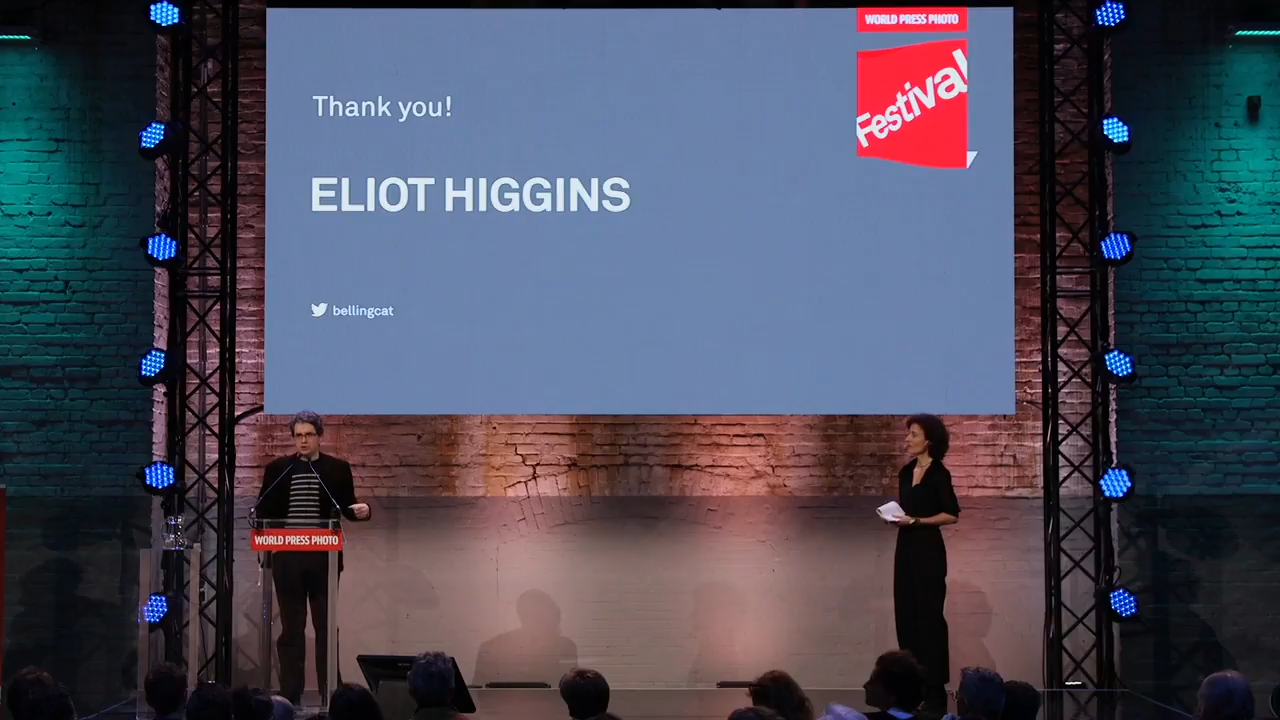 WORLD PRESS PHOTO
Festival
Thank you!
ELIOT HIGGINS
bellingcat
WORLD PRESS PHOTO